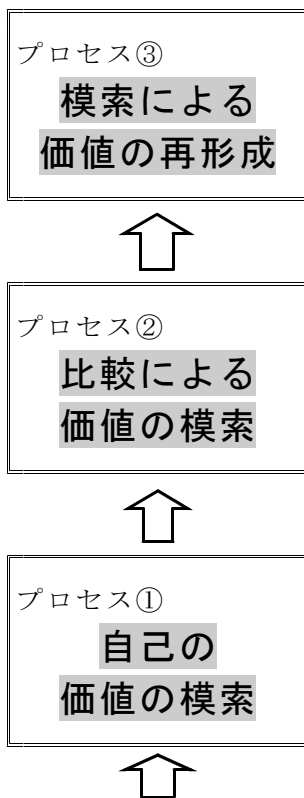 プロセス③
模索による
価値の再形成
プロセス②
比較による
価値の模索
プロセス①
自己の
価値の模索